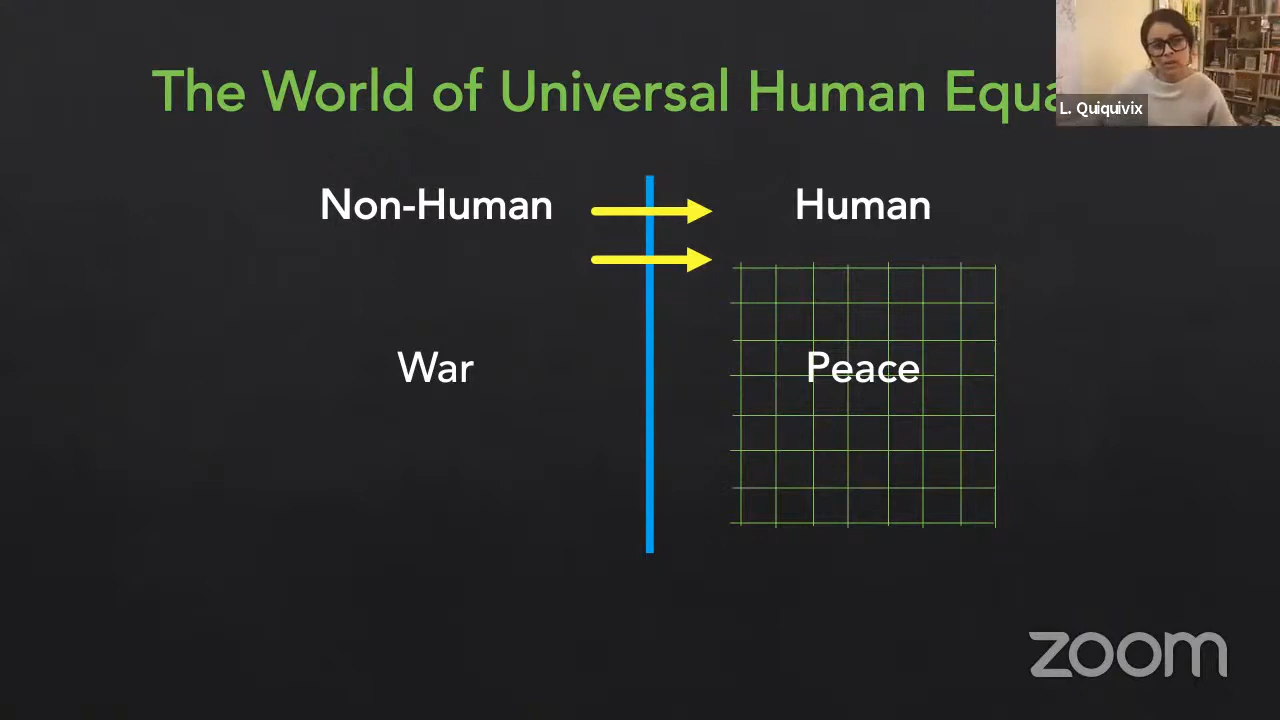 The World of Universal Human Equa
L. Quiquivix
Non-Human
Human
War
Peace
zoom